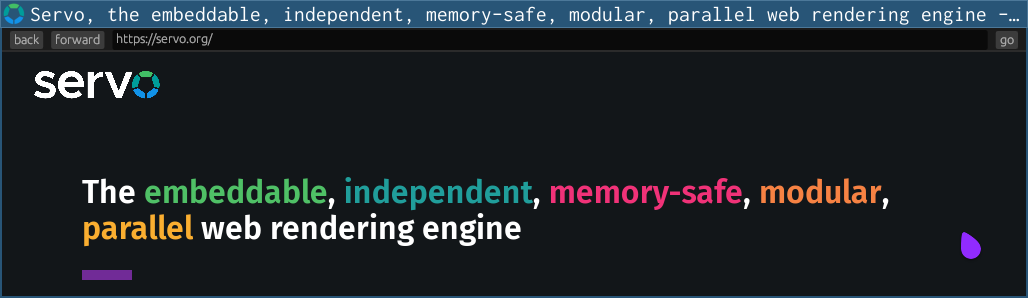 Servo, the embeddable, independent, memory-safe, modular, parallel web rendering engine -…
back forward https://servo.org/ go
servo
The embeddable, independent, memory-safe, modular,
parallel web rendering engine